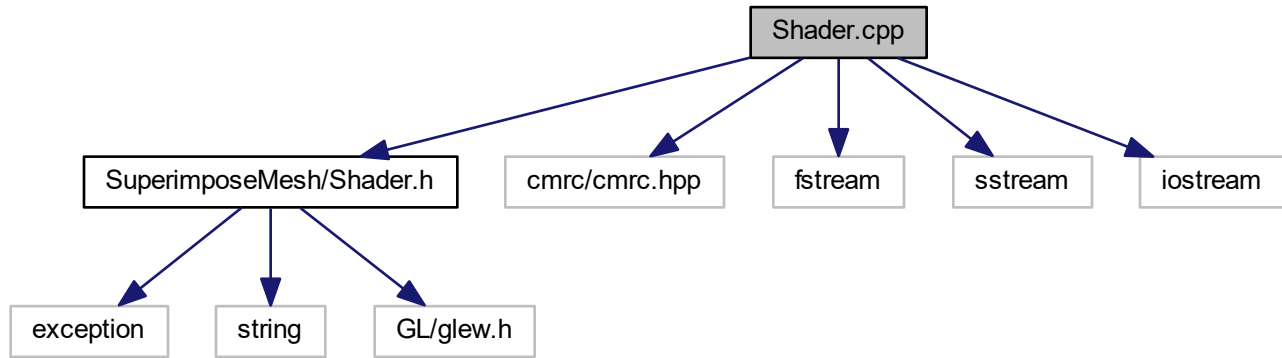 Shader.cpp
SuperimposeMesh/Shader.h
cmrc/cmrc.hpp
fstream
sstream
iostream
exception
string
GL/glew.h